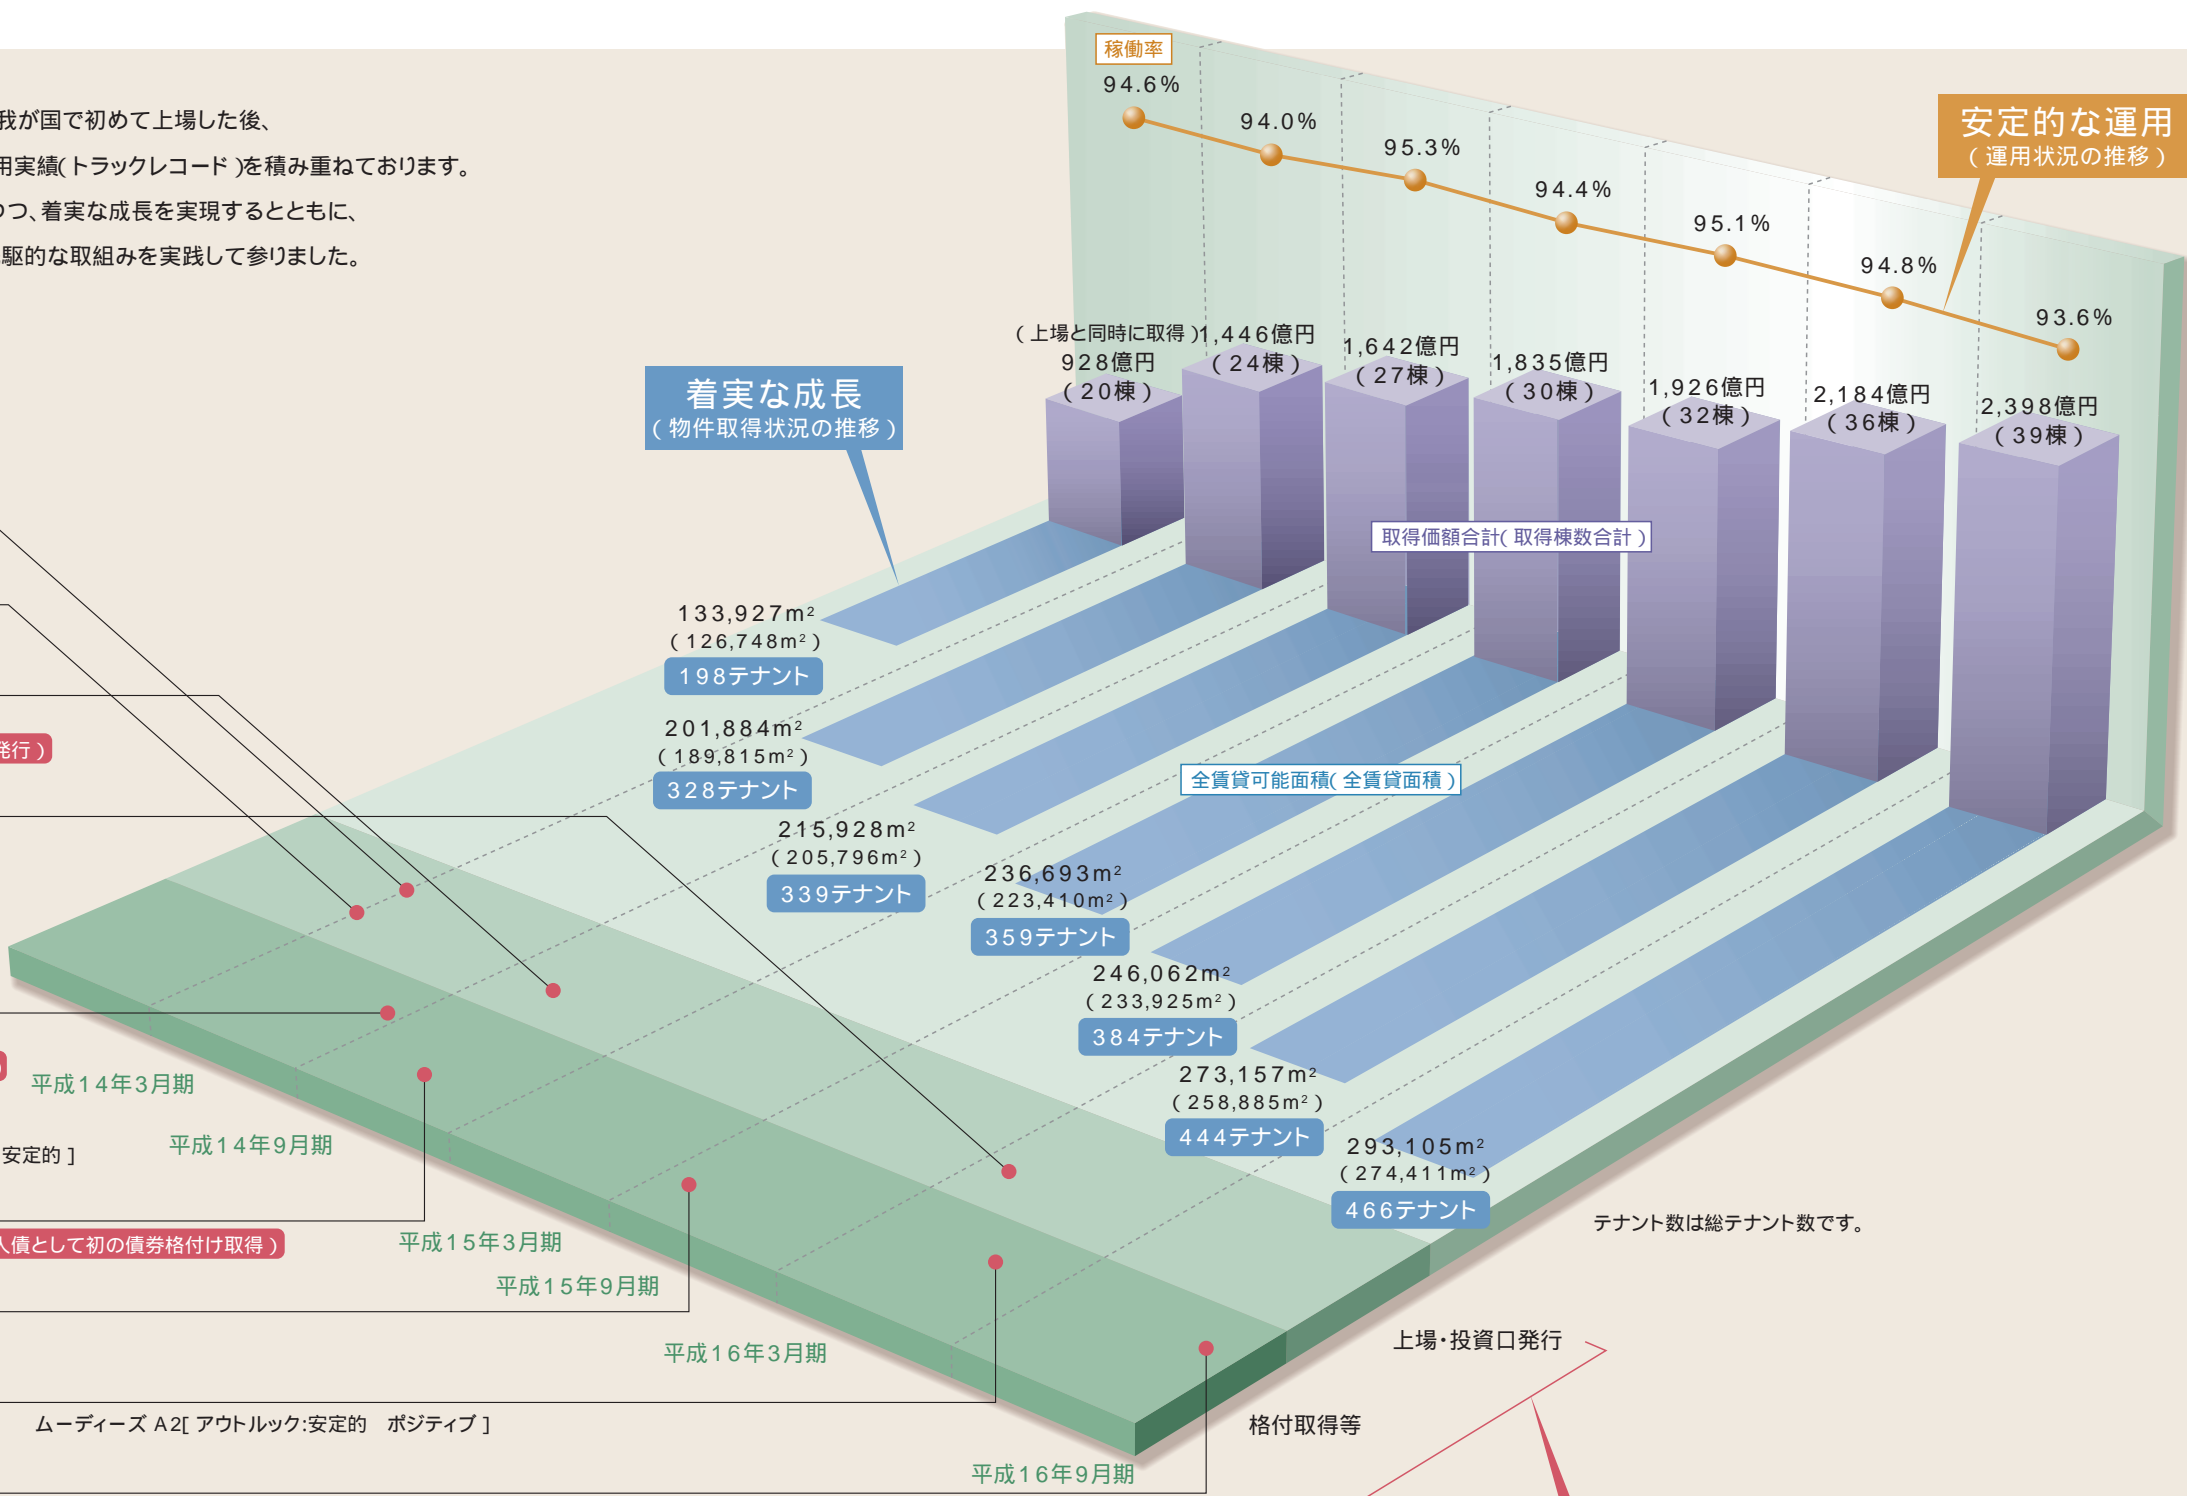 我が国で初めて上場した後、
用実績(トラックレコード)を積み重ねております。
つつ、着実な成長を実現するとともに、
駆的な取組みを実践して参りました。
稼働率
94.6%
94.0%
95.3%
94.4%
95.1%
94.8%
93.6%
安定的な運用
(運用状況の推移)
(上場と同時に取得)
928億円
(20棟)
1,446億円
(24棟)
1,642億円
(27棟)
1,835億円
(30棟)
1,926億円
(32棟)
2,184億円
(36棟)
2,398億円
(39棟)
着実な成長
(物件取得状況の推移)
取得価額合計(取得棟数合計)
133,927m²
(126,748m²)
198テナント
201,884m²
(189,815m²)
328テナント
全賃貸可能面積(全賃貸面積)
215,928m²
(205,796m²)
339テナント
236,693m²
(223,410m²)
359テナント
246,062m²
(233,925m²)
384テナント
273,157m²
(258,885m²)
444テナント
293,105m²
(274,411m²)
466テナント
テナント数は総テナント数です。
発行)
平成14年3月期
平成14年9月期
安定的]
人債として初の債券格付け取得)
平成15年3月期
平成15年9月期
平成16年3月期
平成16年9月期
ムーディーズ A2[アウトルック:安定的 ポジティブ]
上場・投資口発行
格付取得等